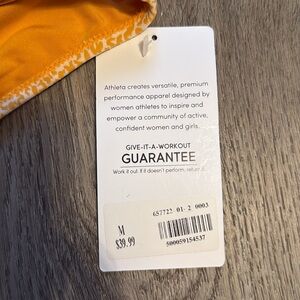 Athleta creates versatile, premium
performance apparel designed by
women athletes to inspire and
empower a community of active,
confident women and girls.
GIVE-IT-A-WORKOUT
GUARANTEE
Work it out. If it doesn't perform, return it.
657722 01-2 0003
M
$39.99
500059154537